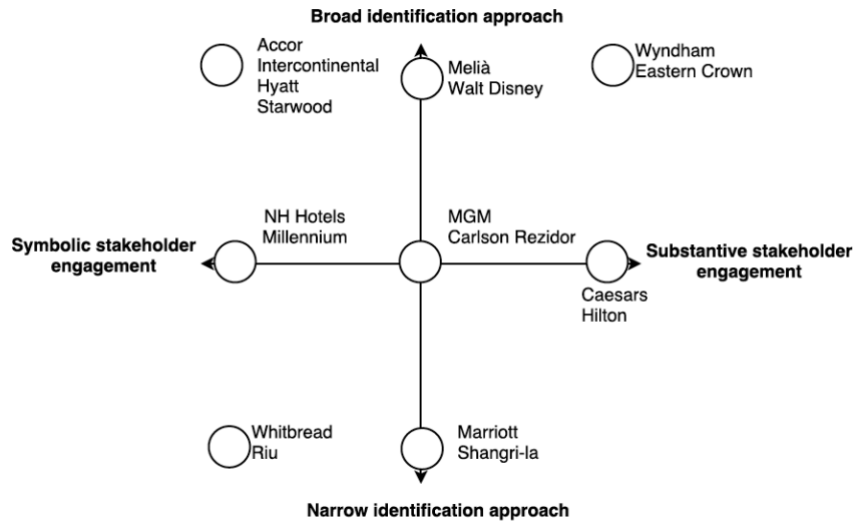 Broad identification approach
Accor
Intercontinental
Hyatt
Starwood
Melià
Walt Disney
Wyndham
Eastern Crown
Symbolic stakeholder
engagement
NH Hotels
Millennium
MGM
Carlson Rezidor
Substantive stakeholder
engagement
Caesars
Hilton
Whitbread
Riu
Marriott
Shangri-la
Narrow identification approach